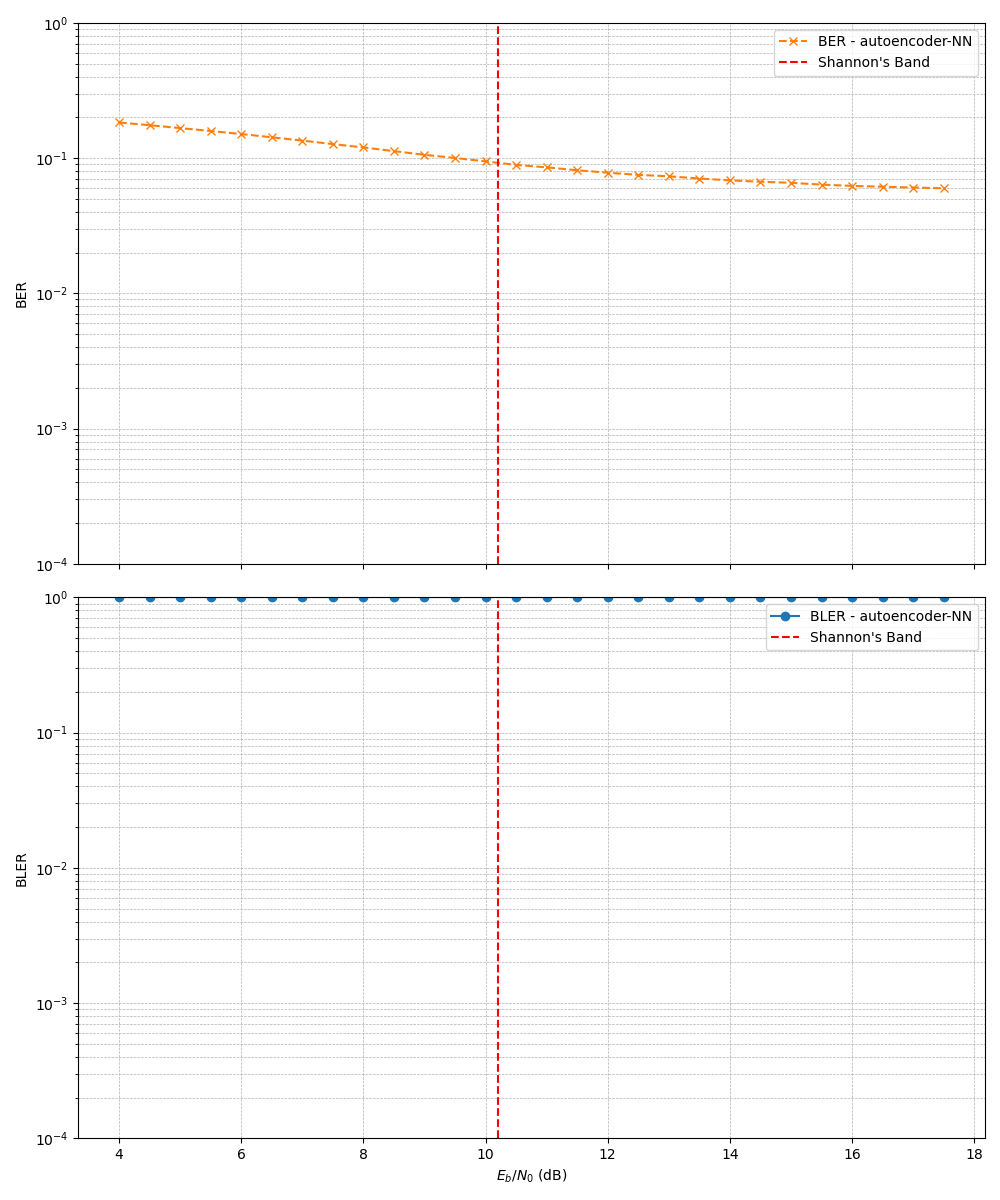 10^0
10^-1
10^-2
10^-3
10^-4
BER
BER - autoencoder-NN
Shannon's Band
10^0
10^-1
10^-2
10^-3
10^-4
BLER
BLER - autoencoder-NN
Shannon's Band
4 6 8 10 12 14 16 18
E_b/N_0 (dB)